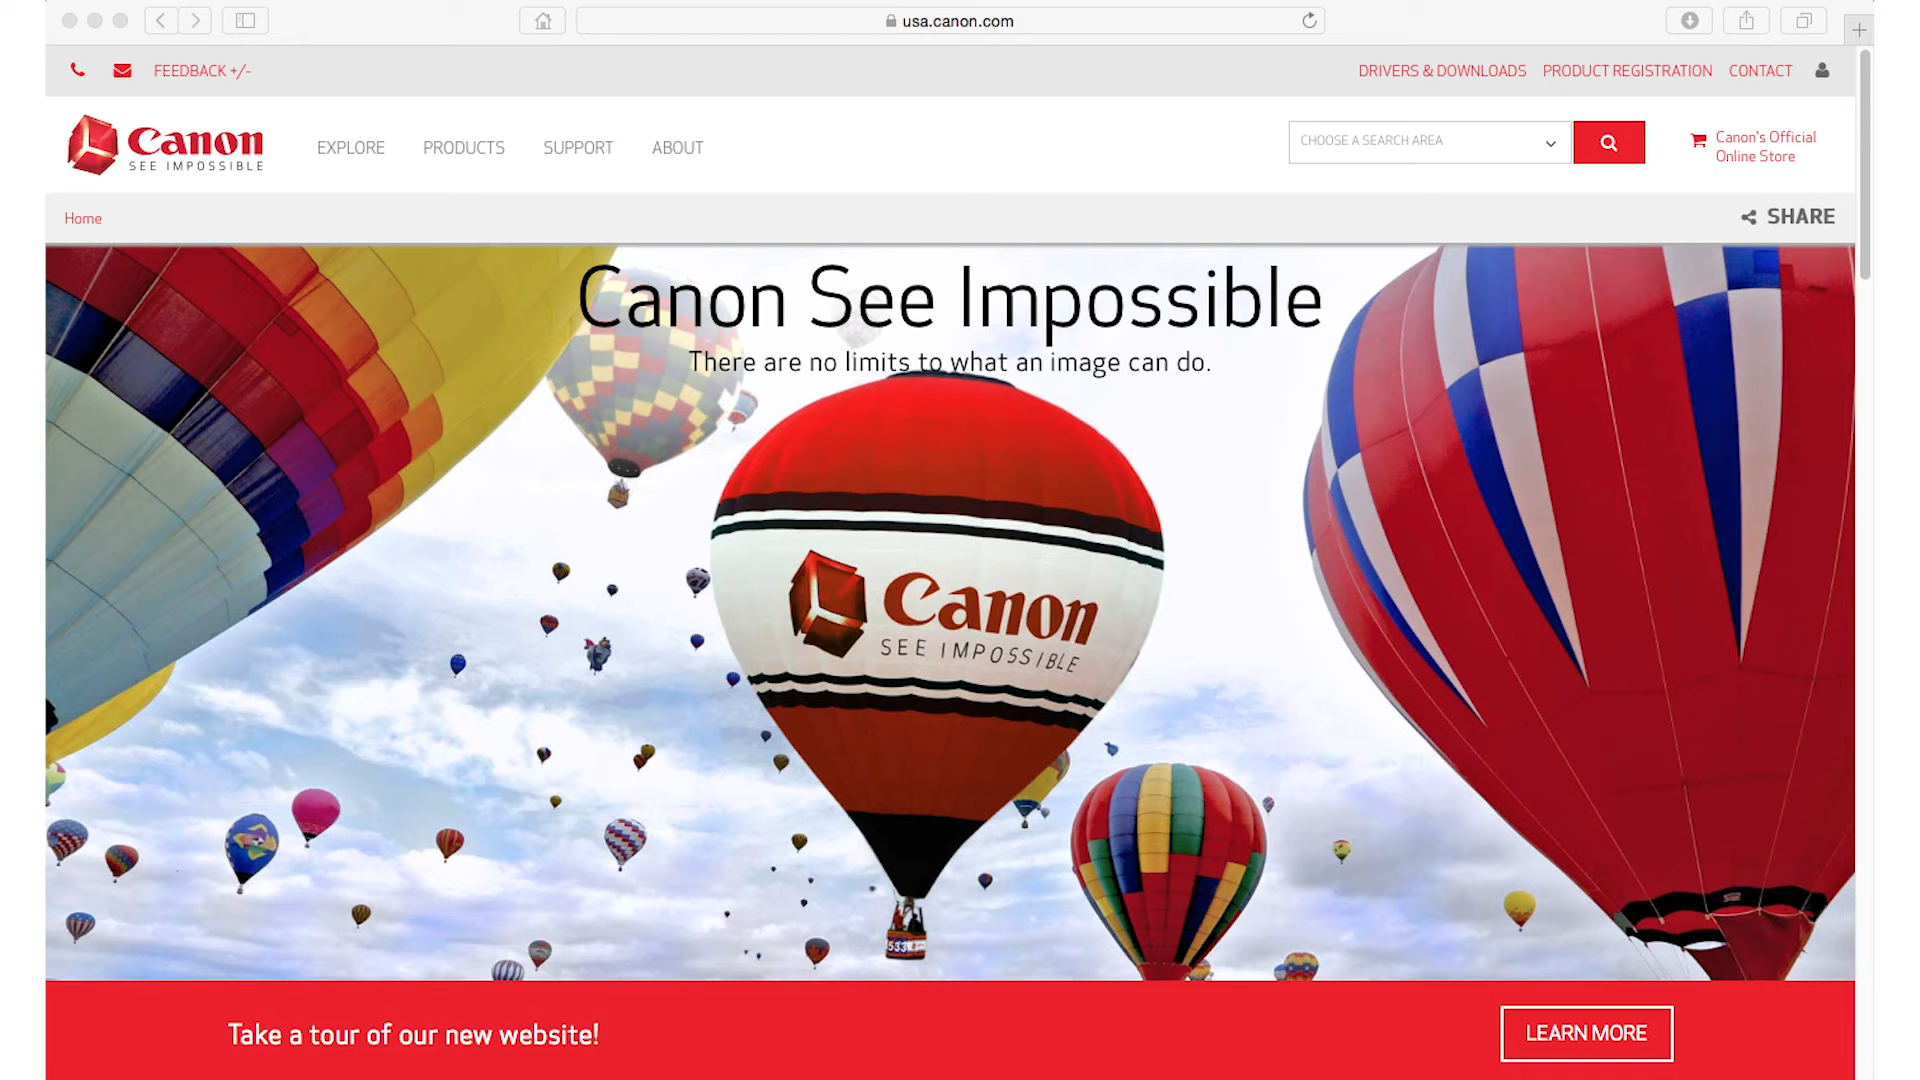 usa.canon.com
FEEDBACK +/-
DRIVERS & DOWNLOADS PRODUCT REGISTRATION CONTACT
Canon
SEE IMPOSSIBLE
EXPLORE PRODUCTS SUPPORT ABOUT
CHOOSE A SEARCH AREA
Canon's Official
Online Store
Home
SHARE
Canon See Impossible
There are no limits to what an image can do.
Canon
SEE IMPOSSIBLE
533
Take a tour of our new website!
LEARN MORE